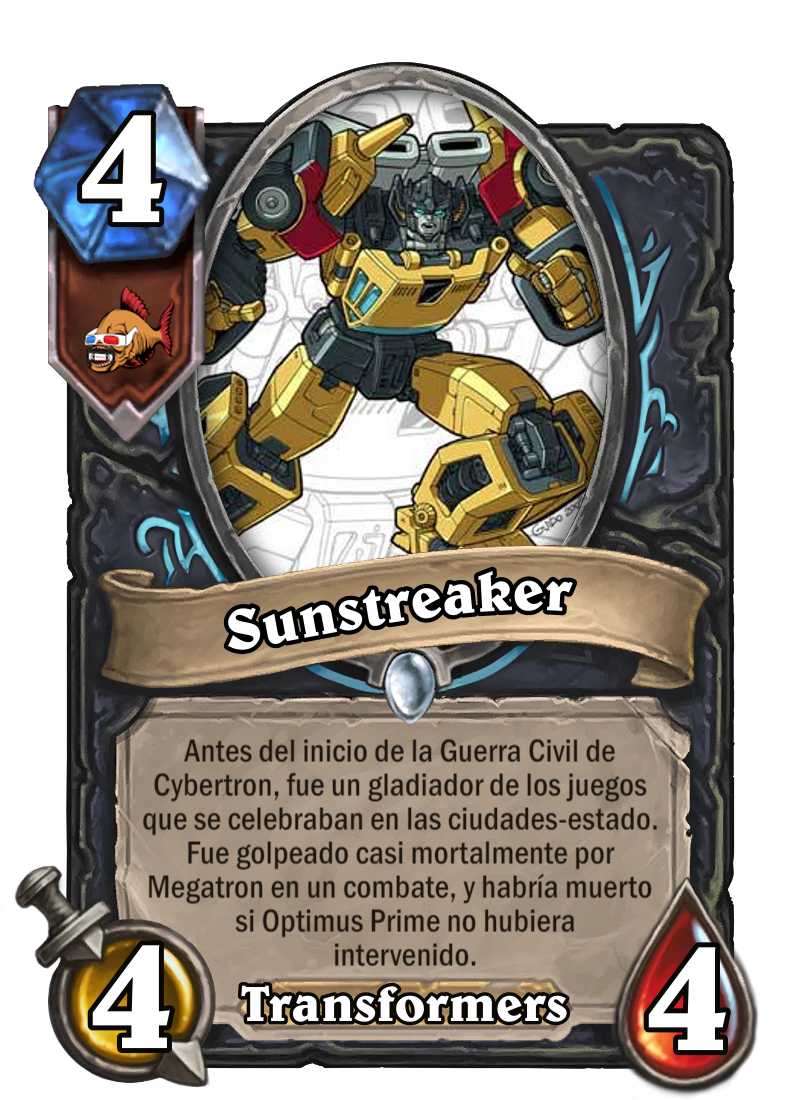 4
Sunstreaker
Antes del inicio de la Guerra Civil de
Cybertron, fue un gladiador de los juegos
que se celebraban en las ciudades-estado.
Fue golpeado casi mortalmente por
Megatron en un combate, y habría muerto
si Optimus Prime no hubiera
intervenido.
4
Transformers
4